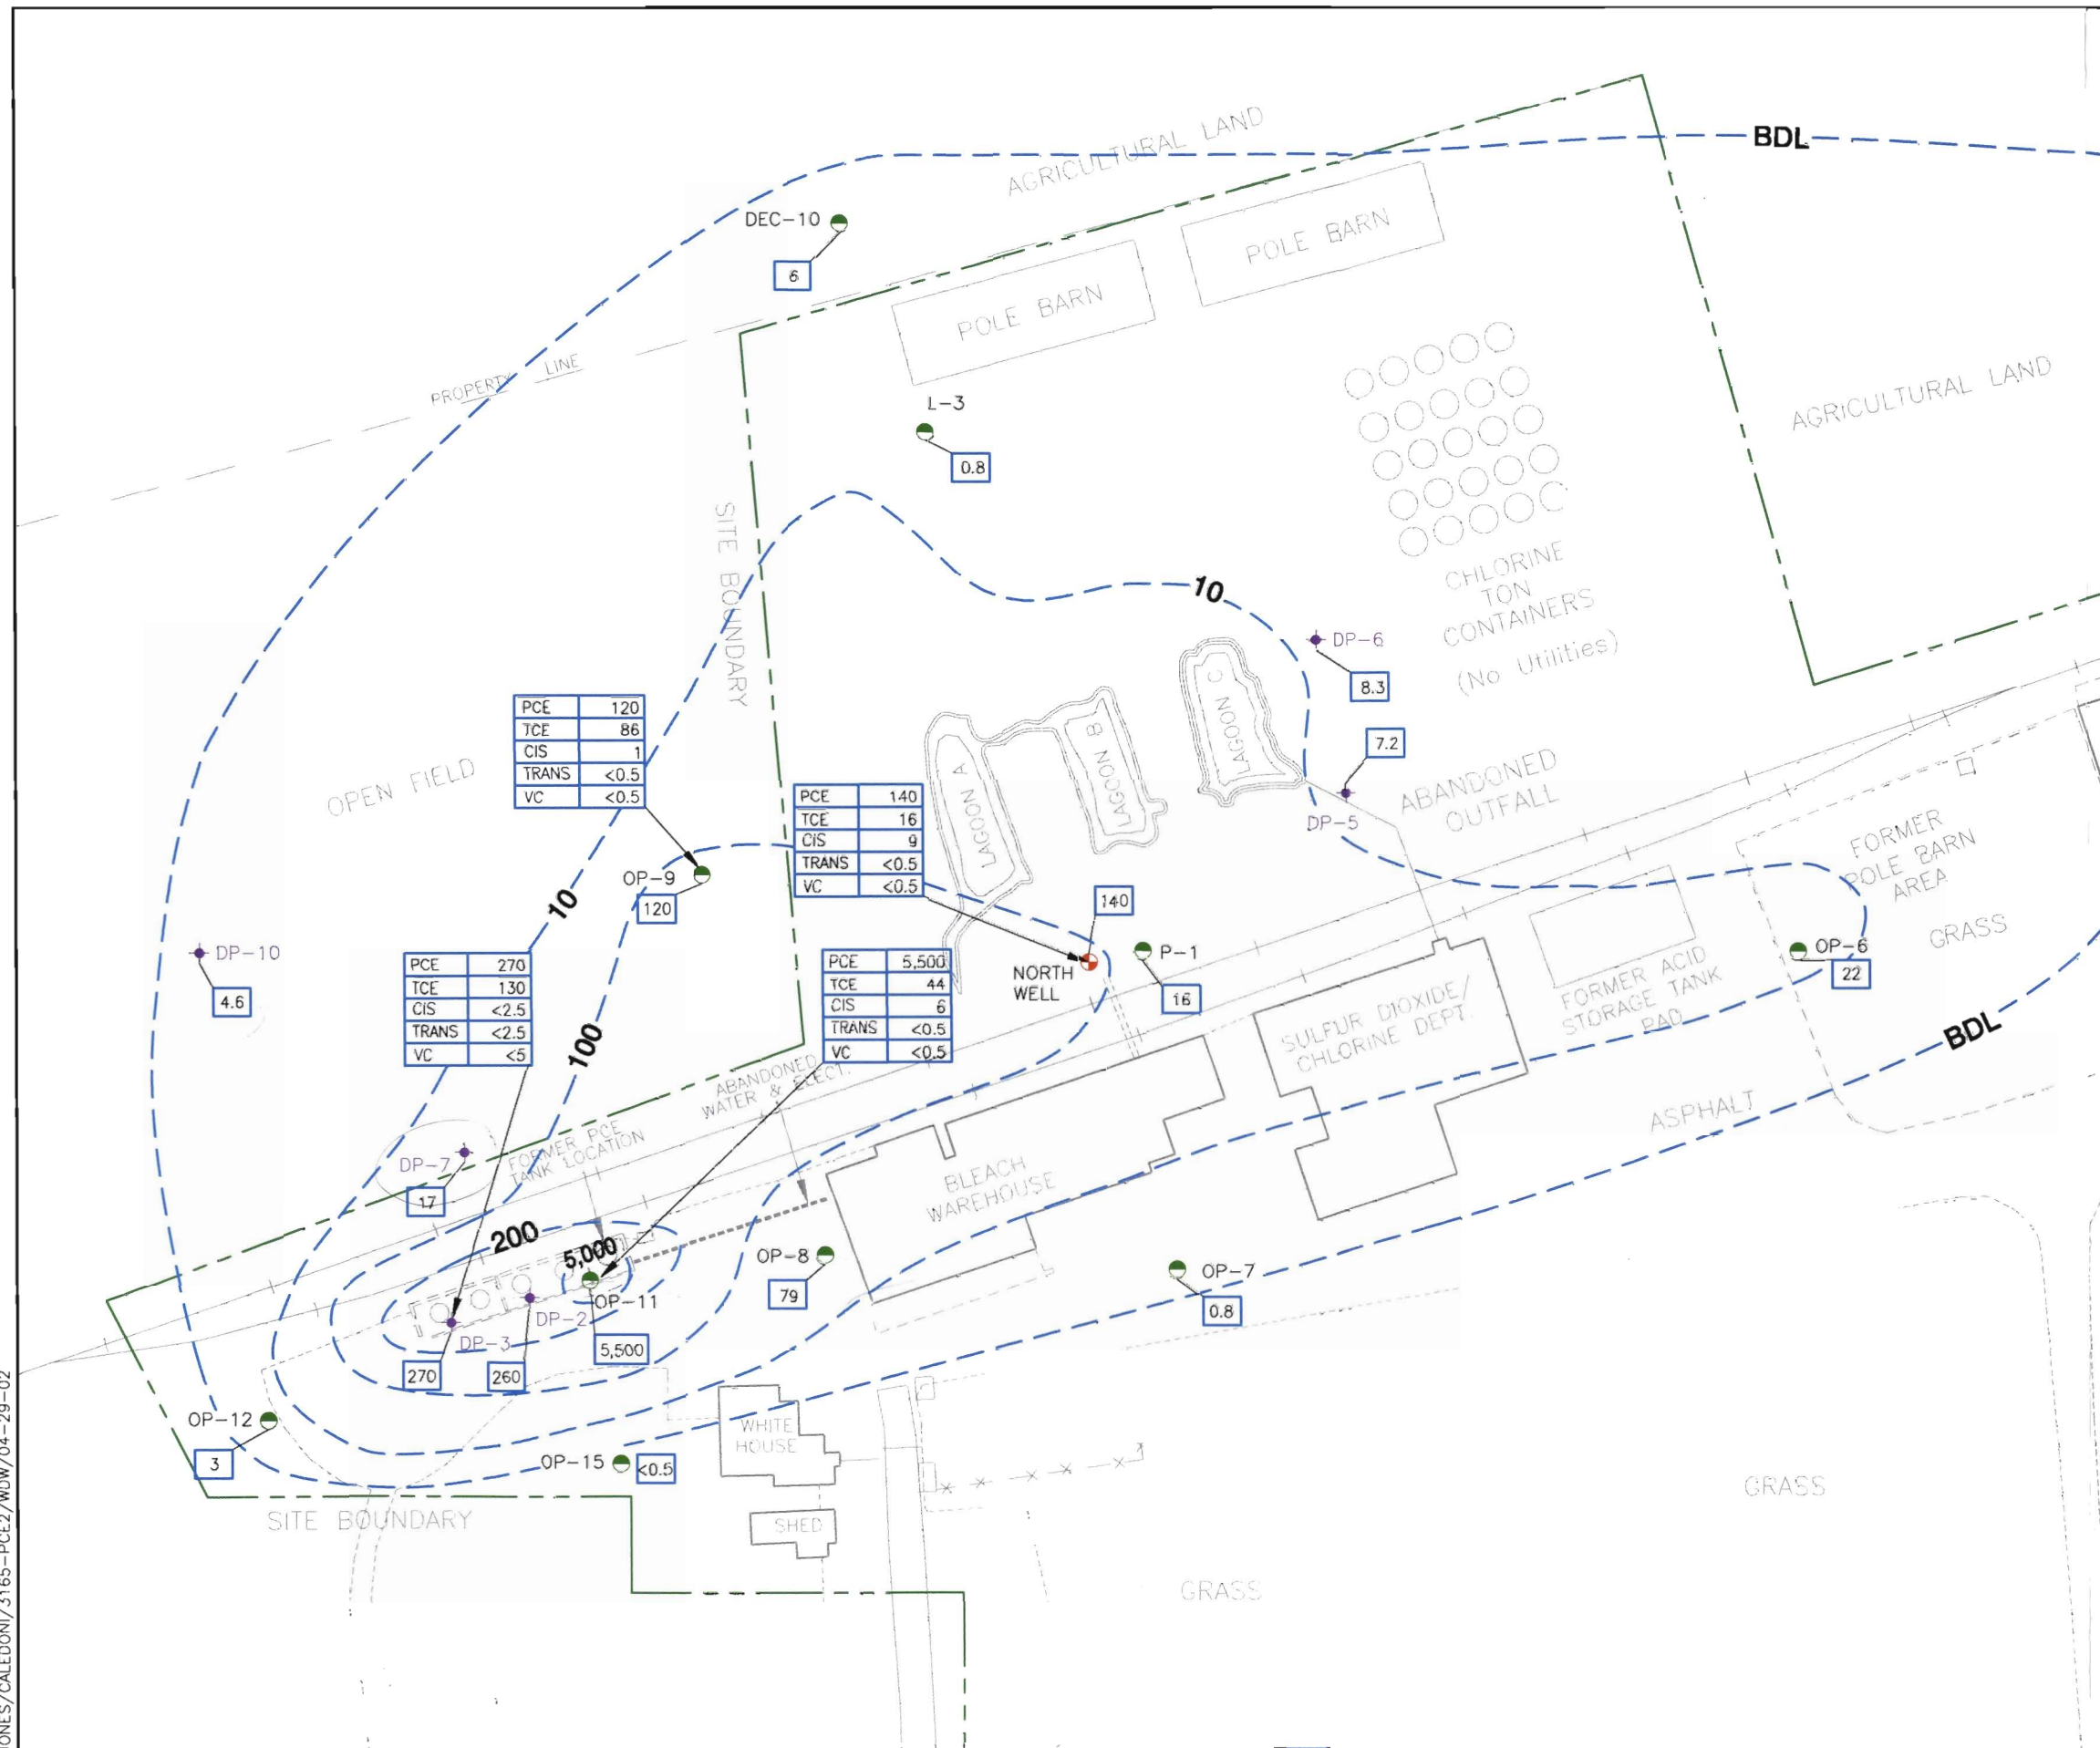 BDL
AGRICULTURAL LAND
DEC-10
6
POLE BARN
POLE BARN
PROPERTY LINE
L-3
0.8
AGRICULTURAL LAND
SITE BOUNDARY
10
CHLORINE
TON
CONTAINERS
(No Utilities)
DP-6
8.3
7.2
DP-5
LAGOON C
LAGOON B
LAGOON A
ABANDONED
OUTFALL
PCE 120
TCE 86
CIS 1
TRANS <0.5
VC <0.5
OPEN FIELD
PCE 140
TCE 16
CIS 9
TRANS <0.5
VC <0.5
FORMER
POLE BARN
AREA
OP-9
120
10
140
GRASS
OP-6
22
P-1
16
NORTH
WELL
DP-10
4.6
PCE 270
TCE 130
CIS <2.5
TRANS <2.5
VC <5
PCE 5,500
TCE 44
CIS 6
TRANS <0.5
VC <0.5
100
FORMER ACID
STORAGE TANK
PAD
SULFUR DIOXIDE/
CHLORINE DEPT.
BDL
ABANDONED
WATER & ELECT.
ASPHALT
FORMER PCE
TANK LOCATION
DP-7
17
BLEACH
WAREHOUSE
200
5,000
OP-8
79
OP-7
0.8
OP-11
DP-2
DP-3
5,500
270
260
OP-12
3
WHITE
HOUSE
OP-15
<0.5
GRASS
SITE BOUNDARY
SHED
GRASS
JONES/CALEDONI/3165-PCE2/WDW/04-29-02